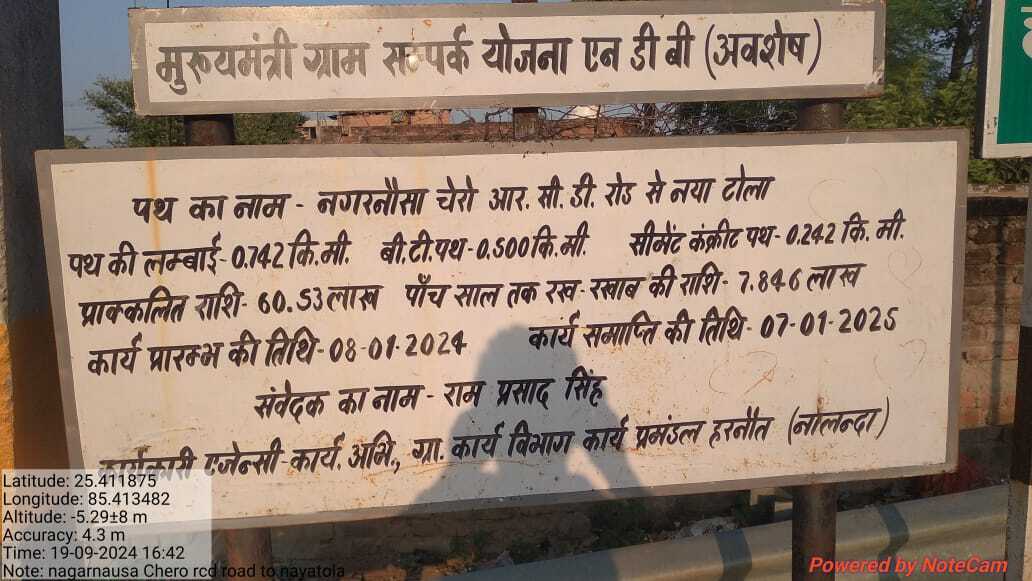 मुख्यमंत्री ग्राम सम्पर्क योजना एन डी बी (अवशेष)
पथ का नाम - नगरनौसा चेरो आर. सी. डी. रोड से नया टोला
पथ की लम्बाई- 0.742 कि.मी. बी.टी.पथ- 0.500 कि.मी. सीमेंट कंक्रीट पथ- 0.242 कि. मी.
प्राक्कलित राशि- 60.53 लाख पाँच साल तक रख-रखाब की राशि- 7.846 लाख
कार्य प्रारम्भ की तिथि- 08-01-2024 कार्य समाप्ति की तिथि- 07-01-2025
संवेदक का नाम - राम प्रसाद सिंह
कार्यकारी एजेन्सी कार्य. अभि., ग्रा. कार्य विभाग कार्य प्रमंडल हरनौत (नालन्दा)
Latitude: 25.411875
Longitude: 85.413482
Altitude: -5.29±8 m
Accuracy: 4.3 m
Time: 19-09-2024 16:42
Note: nagarnausa Chero rcd road to nayatola
Powered by NoteCam